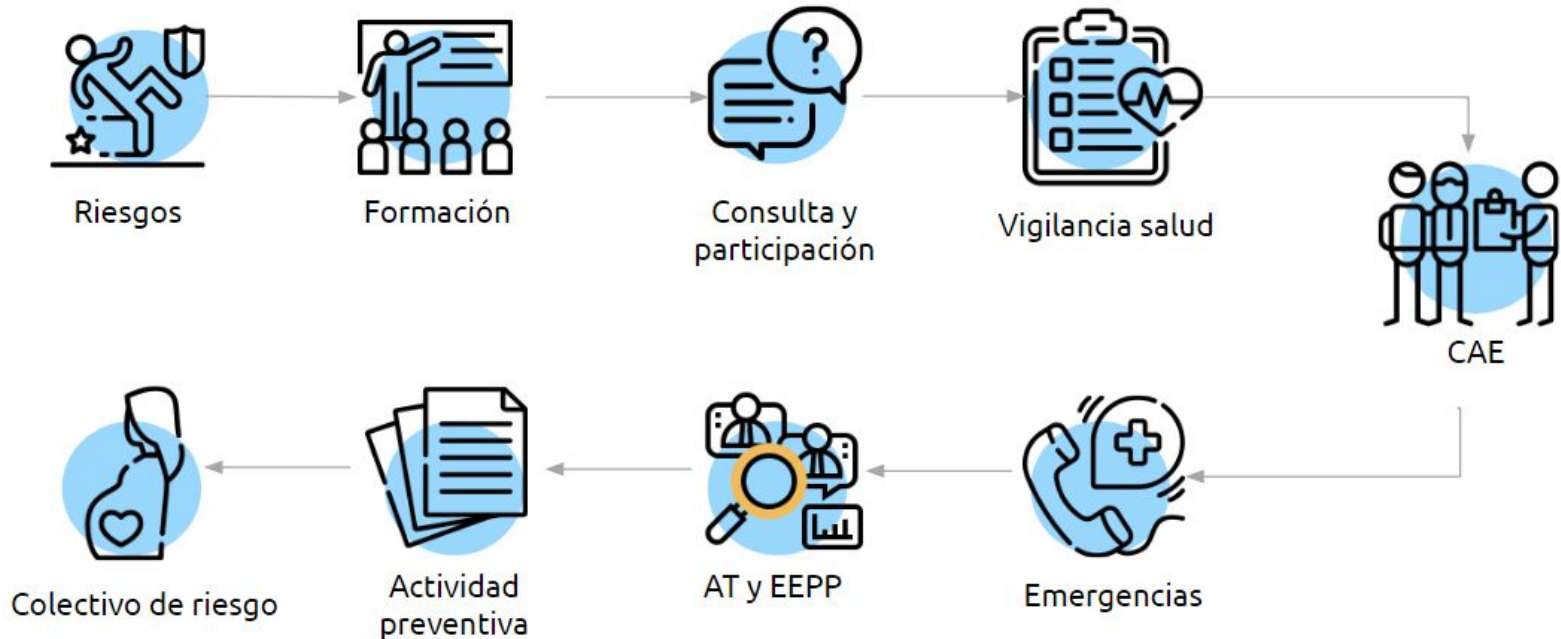 Riesgos
Formación
Consulta y
participación
Vigilancia salud
CAE
Emergencias
AT y EEPP
Actividad
preventiva
Colectivo de riesgo